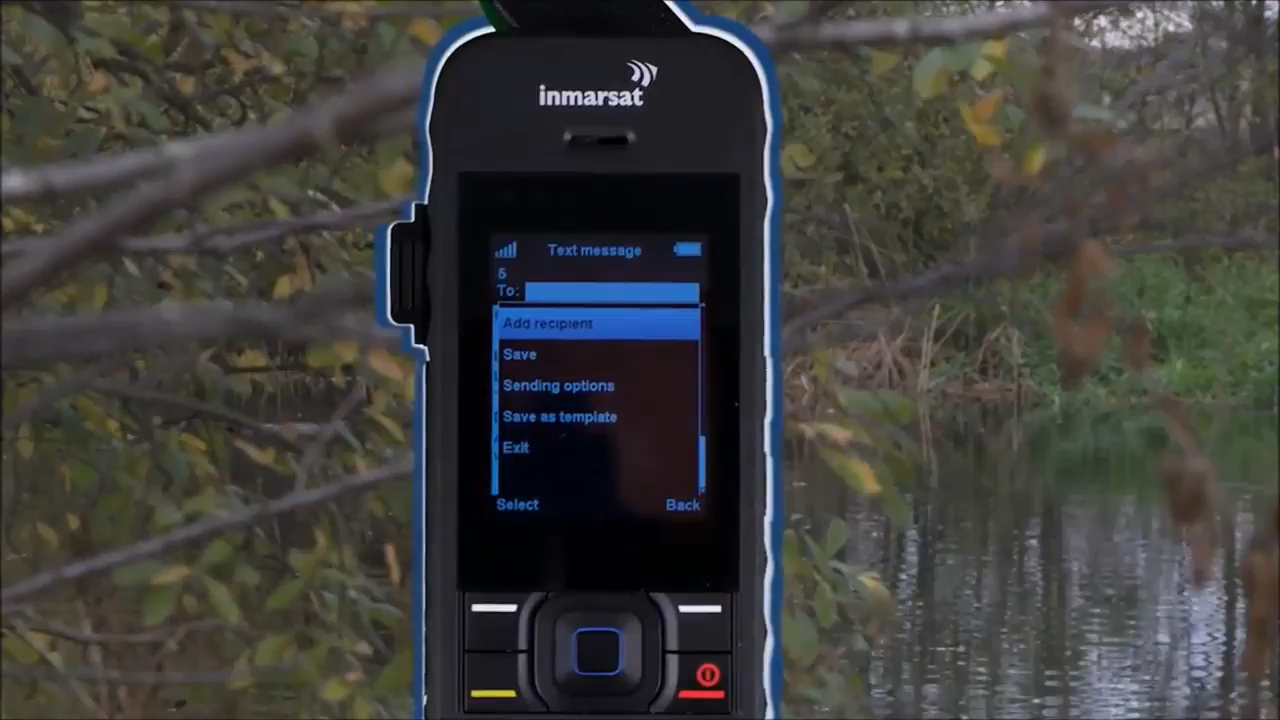 inmarsat
Text message
5
To:
Add recipient
Save
Sending options
Save as template
Exit
Select
Back